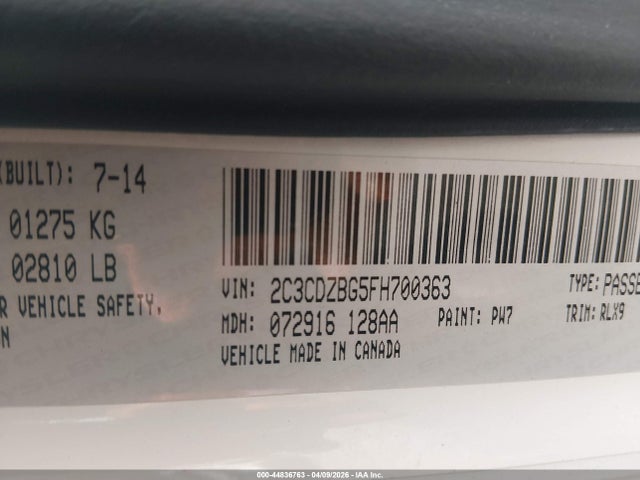 (BUILT): 7-14
01275 KG
02810 LB
R VEHICLE SAFETY,
N
VIN: 2C3CDZBG5FH700363
TYPE: PASSE
MDH: 072916 128AA
PAINT: PW7
TRIM: RLX9
VEHICLE MADE IN CANADA
000-44836763 - 04/09/2026 - IAA Inc.